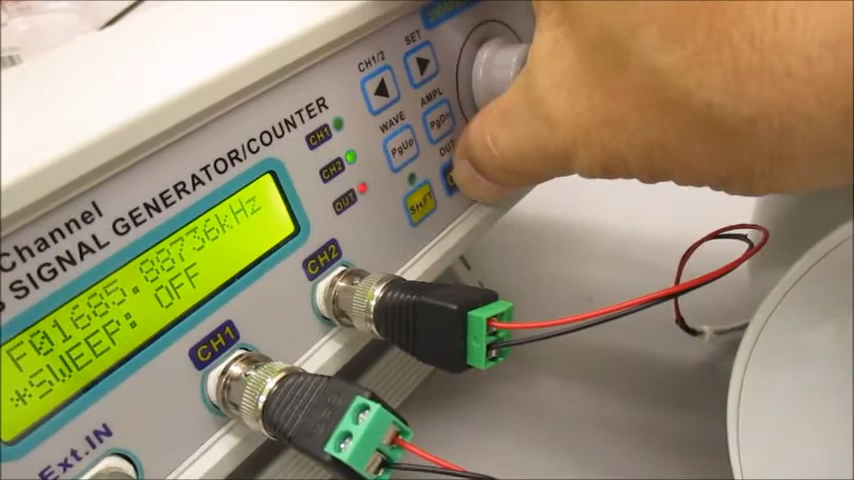 Channel
S SIGNAL GENERATOR/COUNTER
F01685.88736kHz
*SWEEP: Off
CH1
CH2
OUT
CH1/2
SET
WAVE
AMPL
PgUp
PgDn
OU
SHIFT
CH2
CH1
Ext.IN